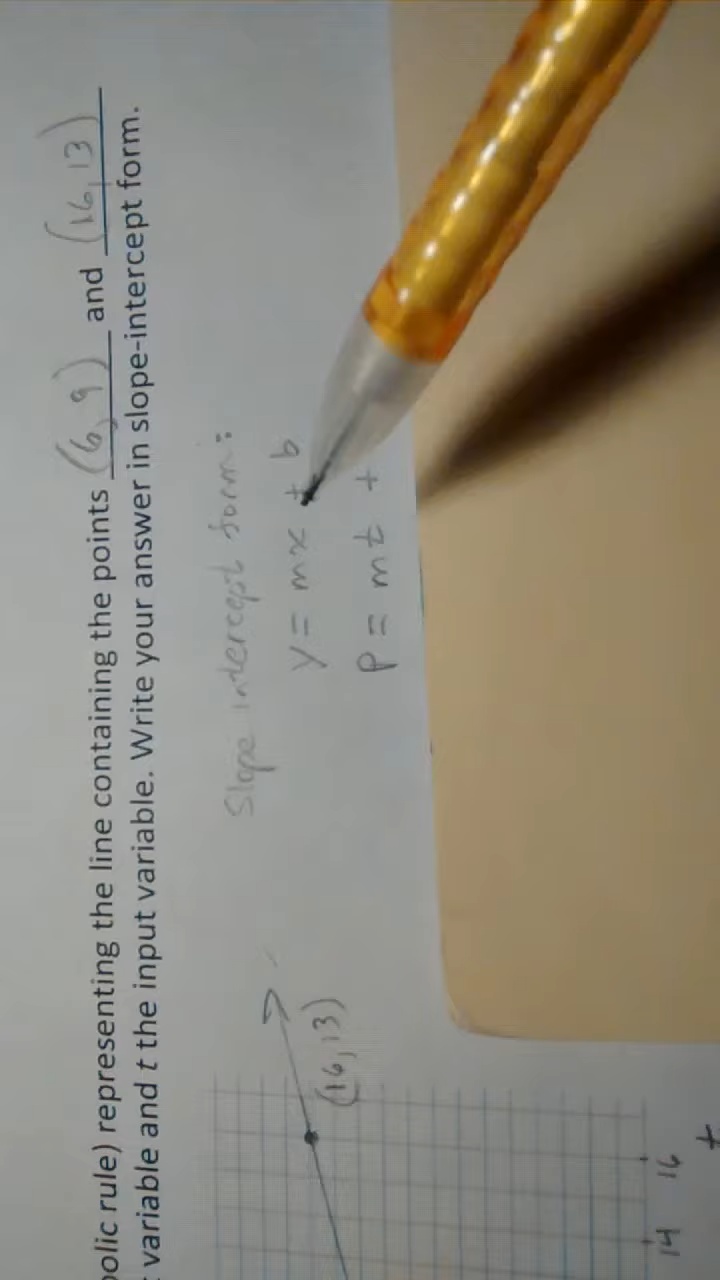 bolic rule) representing the line containing the points (6, 9) and (16, 13)
variable and t the input variable. Write your answer in slope-intercept form.
Slope intercept form:
y = mx + b
P = mt +
(16, 13)
14 16
t